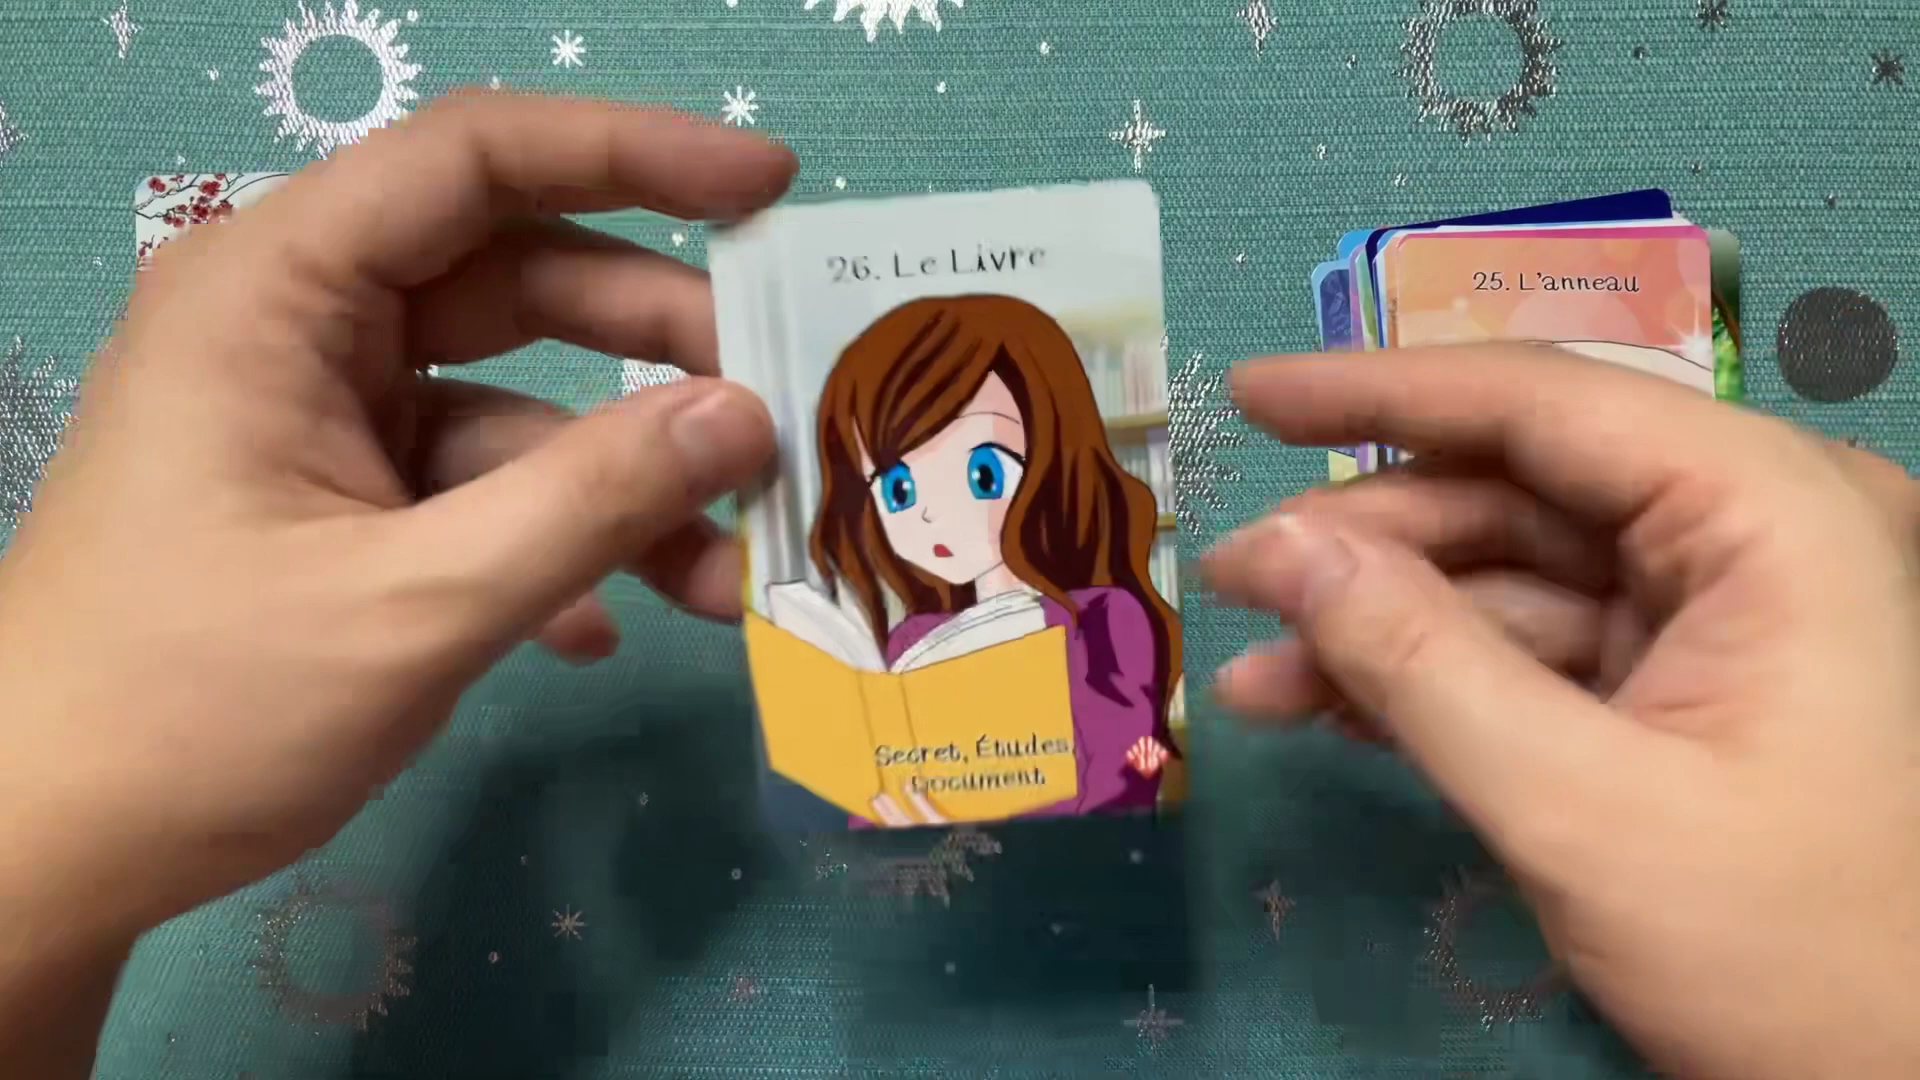 26. Le Livre
Secret, Études,
Document
25. L'anneau